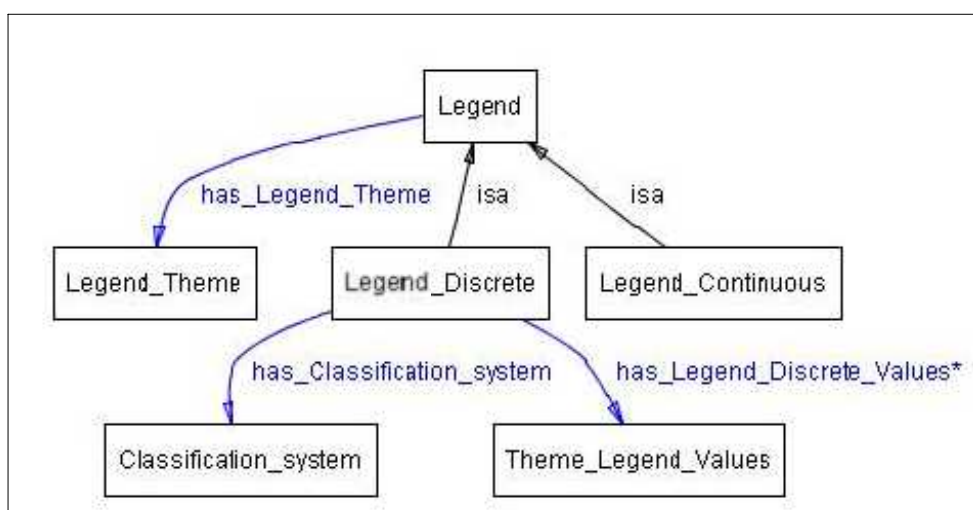 Legend
has_Legend_Theme
isa
isa
Legend_Theme
Legend_Discrete
Legend_Continuous
has_Classification_system
has_Legend_Discrete_Values*
Classification_system
Theme_Legend_Values